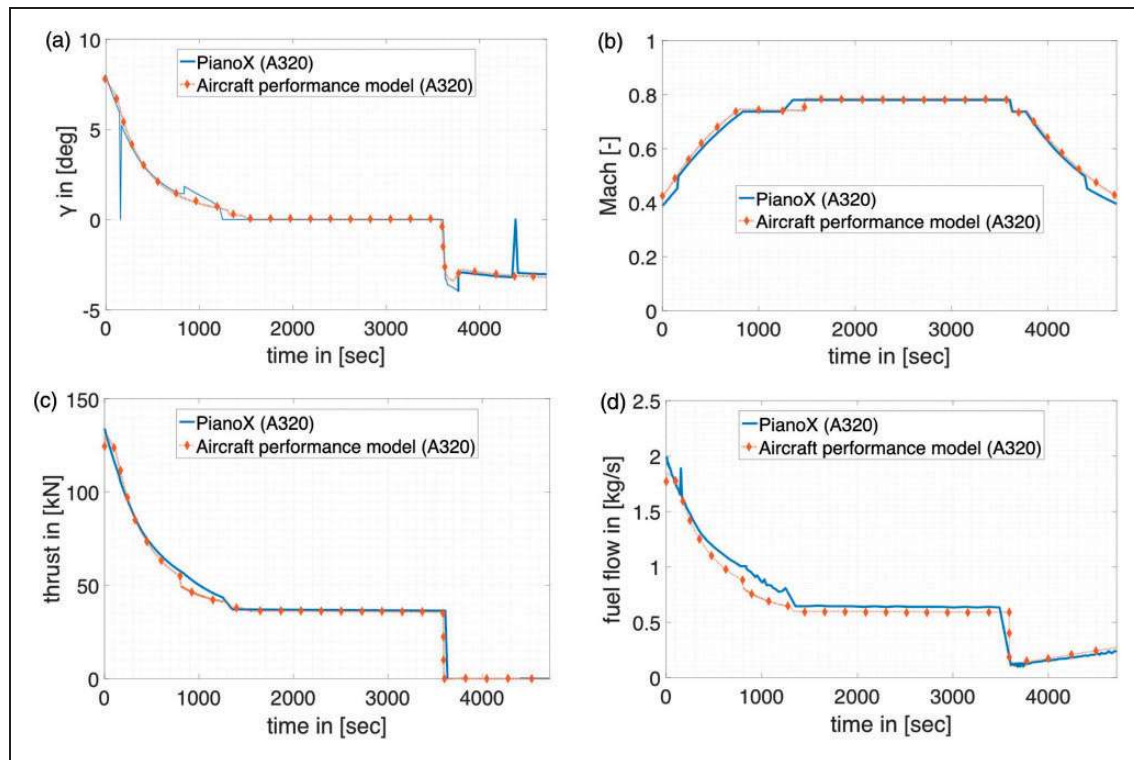 (a)
10
5
0
-5
γ in [deg]
PianoX (A320)
Aircraft performance model (A320)
0 1000 2000 3000 4000
time in [sec]
(b)
1
0.8
0.6
0.4
0.2
0
Mach [-]
PianoX (A320)
Aircraft performance model (A320)
0 1000 2000 3000 4000
time in [sec]
(c)
150
100
50
0
thrust in [kN]
PianoX (A320)
Aircraft performance model (A320)
0 1000 2000 3000 4000
time in [sec]
(d)
2.5
2
1.5
1
0.5
0
fuel flow in [kg/s]
PianoX (A320)
Aircraft performance model (A320)
0 1000 2000 3000 4000
time in [sec]